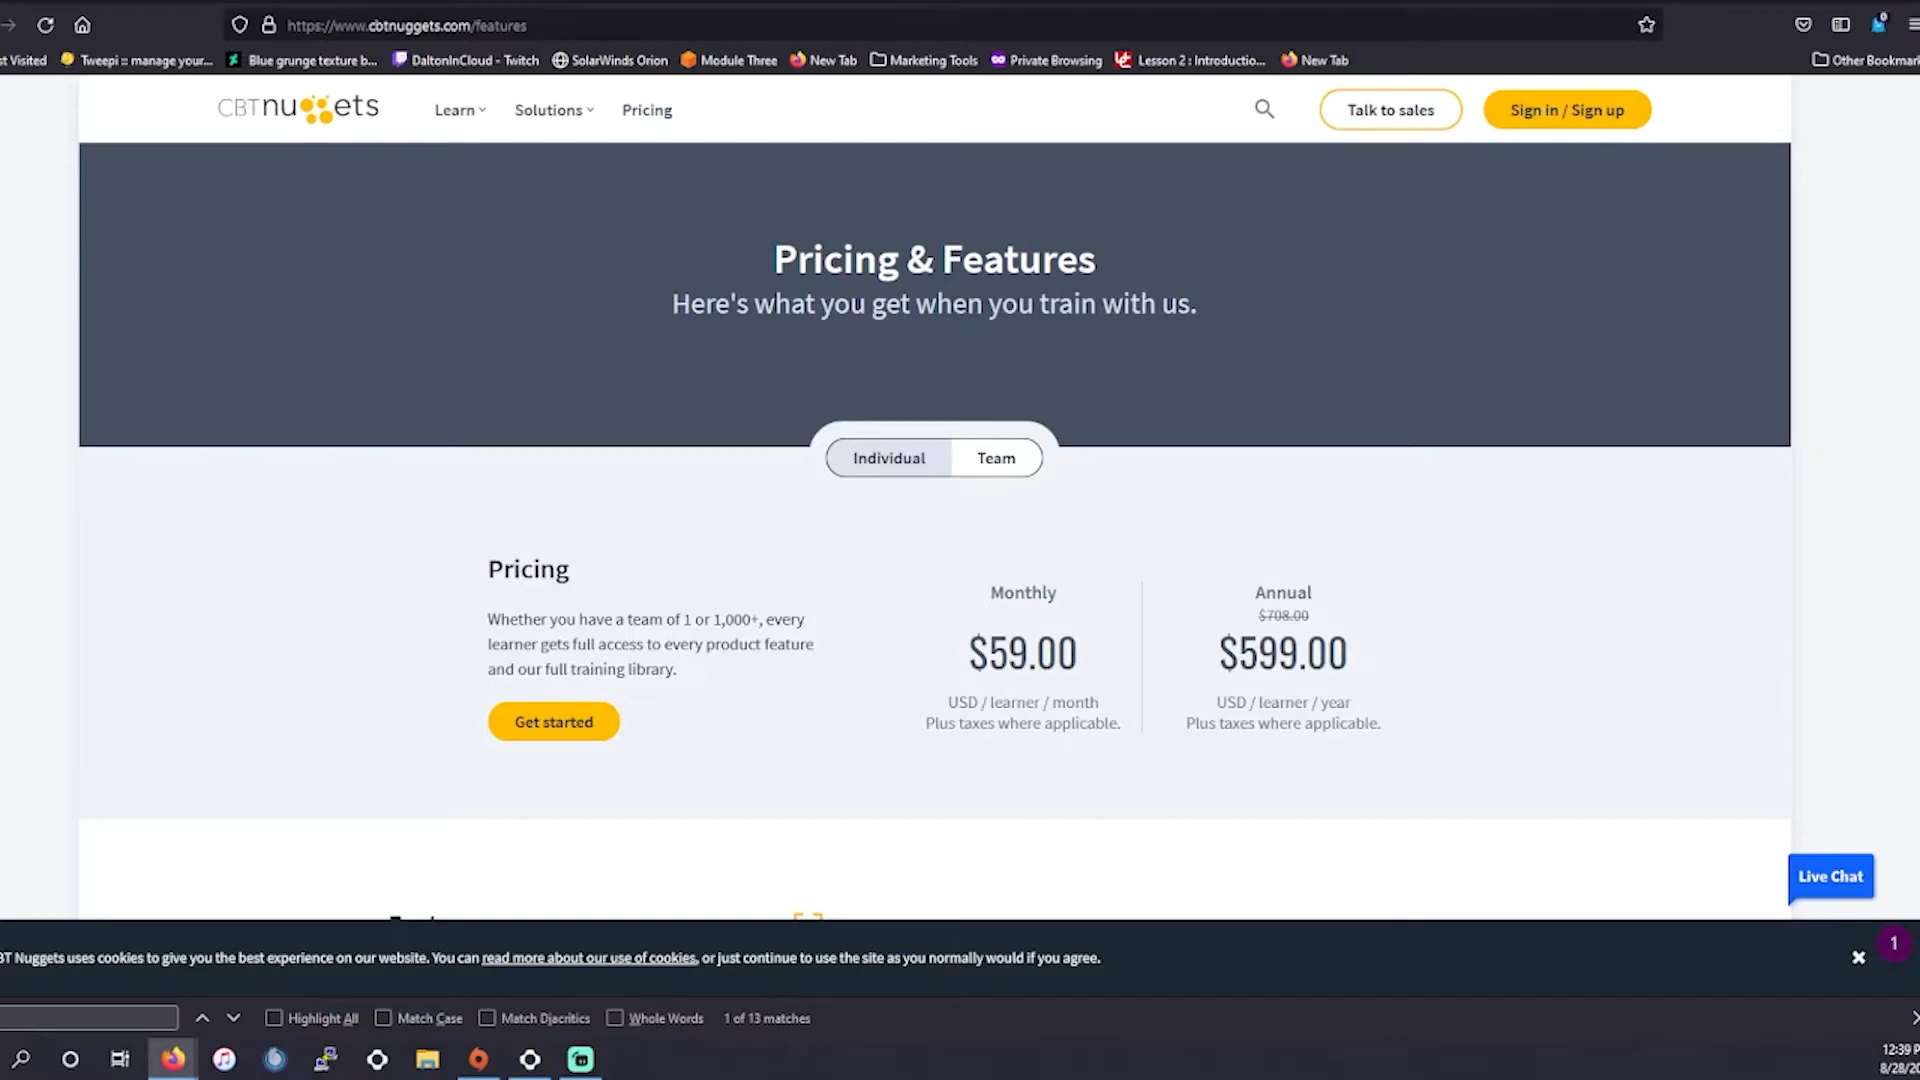 https://www.cbtnuggets.com/features
st Visited Tweepi :: manage your... Blue grunge texture b... DaltonInCloud - Twitch SolarWinds Orion Module Three New Tab Marketing Tools Private Browsing Lesson 2 : Introductio... New Tab Other Bookmar
CBTnuggets Learn Solutions Pricing Talk to sales Sign in / Sign up
Pricing & Features
Here's what you get when you train with us.
Individual Team
Pricing
Whether you have a team of 1 or 1,000+, every
learner gets full access to every product feature
and our full training library.
Get started
Monthly
$59.00
USD / learner / month
Plus taxes where applicable.
Annual
$708.00
$599.00
USD / learner / year
Plus taxes where applicable.
Live Chat
BT Nuggets uses cookies to give you the best experience on our website. You can read more about our use of cookies, or just continue to use the site as you normally would if you agree.
1
Highlight All Match Case Match Diacritics Whole Words 1 of 13 matches
12:39 P
8/28/20